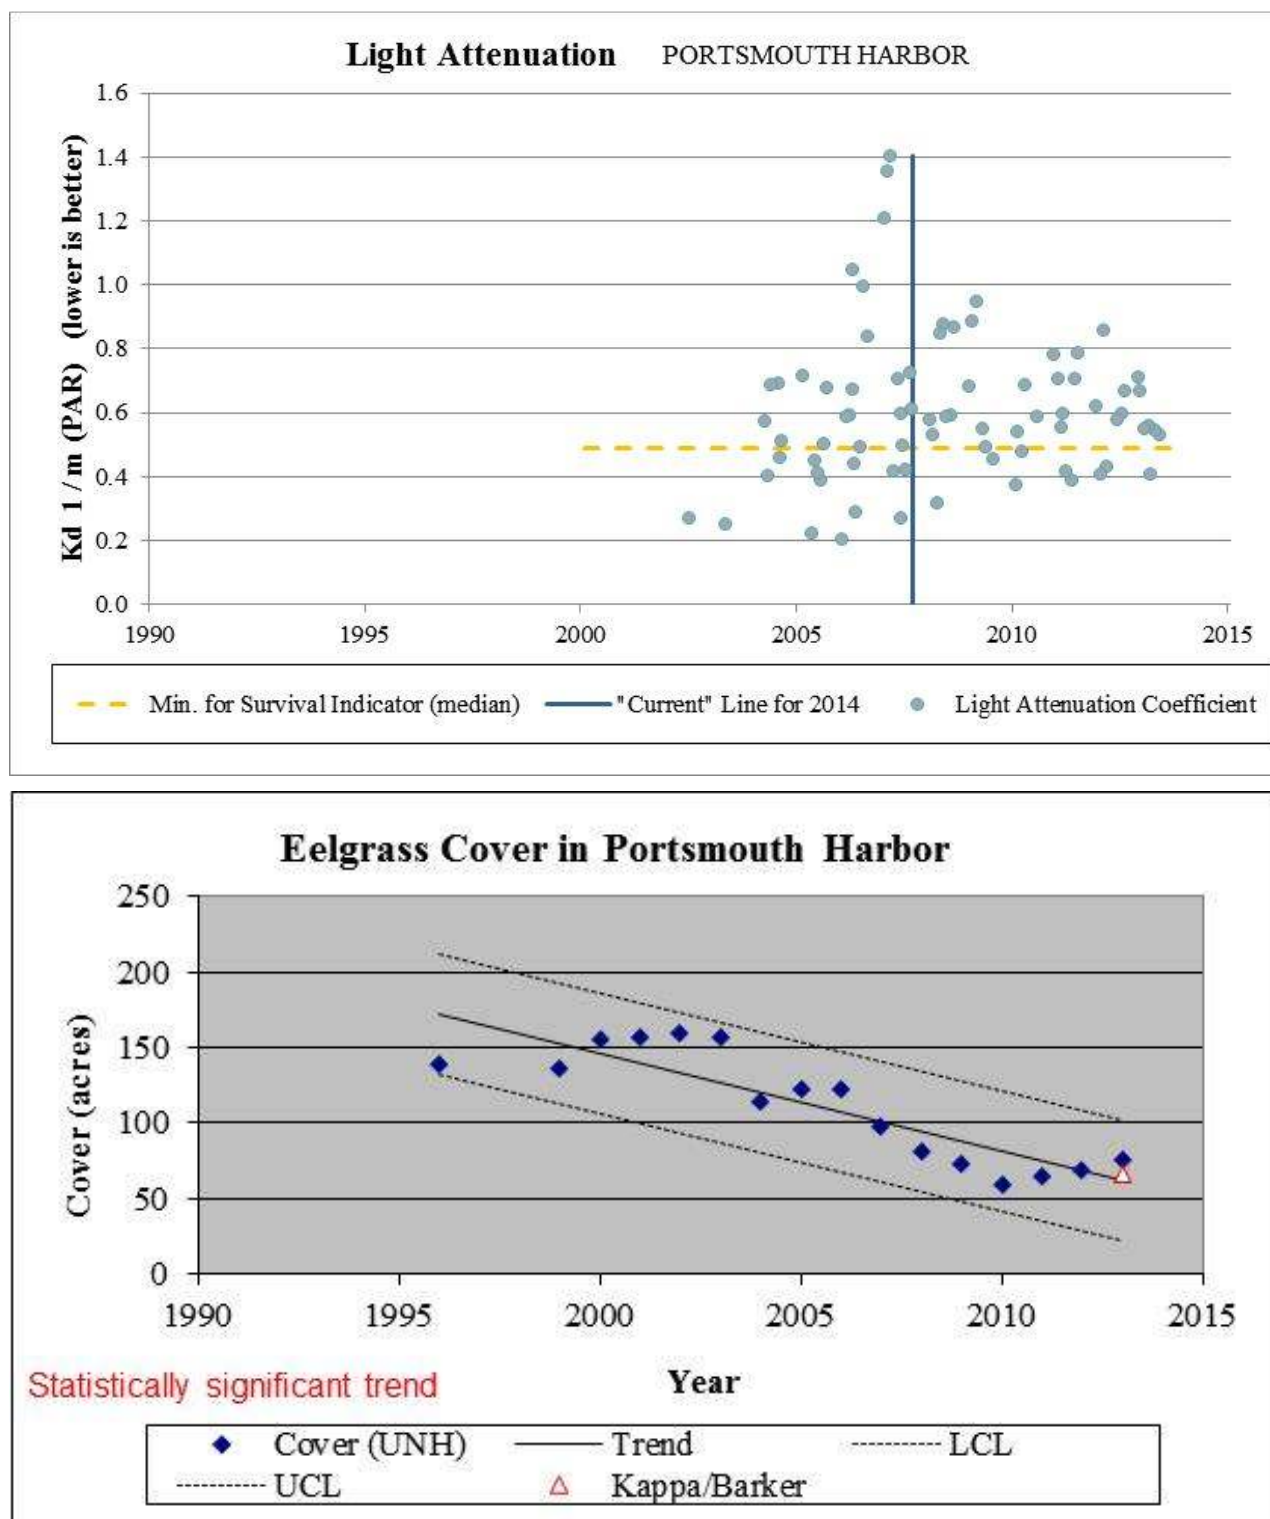 Light Attenuation PORTSMOUTH HARBOR
Kd 1/m (PAR) (lower is better)
1.6
1.4
1.2
1.0
0.8
0.6
0.4
0.2
0.0
1990 1995 2000 2005 2010 2015
Min. for Survival Indicator (median) "Current" Line for 2014 Light Attenuation Coefficient
Eelgrass Cover in Portsmouth Harbor
Cover (acres)
250
200
150
100
50
0
1990 1995 2000 2005 2010 2015
Statistically significant trend Year
Cover (UNH) Trend LCL
UCL Kappa/Barker